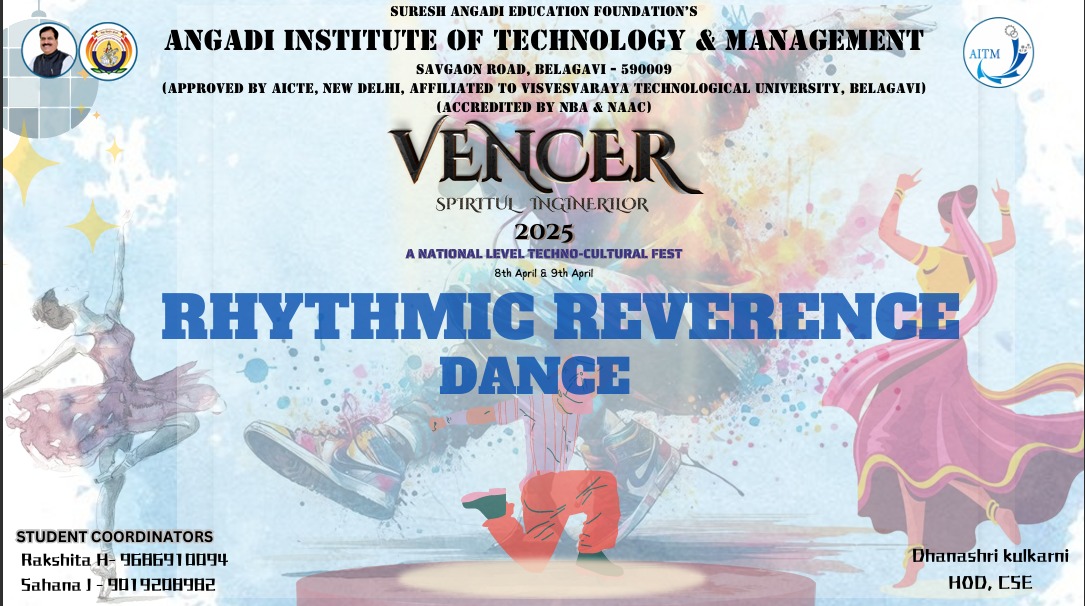 SURESH ANGADI EDUCATION FOUNDATION'S
ANGADI INSTITUTE OF TECHNOLOGY & MANAGEMENT
SAVGAON ROAD, BELAGAVI - 590009
(APPROVED BY AICTE, NEW DELHI, AFFILIATED TO VISVESVARAYA TECHNOLOGICAL UNIVERSITY, BELAGAVI)
(ACCREDITED BY NBA & NAAC)
AITM
VENCER
SPIRITUL INGINERILOR
2025
A NATIONAL LEVEL TECHNO-CULTURAL FEST
8th April & 9th April
RHYTHMIC REVERENCE
DANCE
STUDENT COORDINATORS
Rakshita H- 9686910094
Sahana J - 9019208982
Dhanashri kulkarni
HOD, CSE